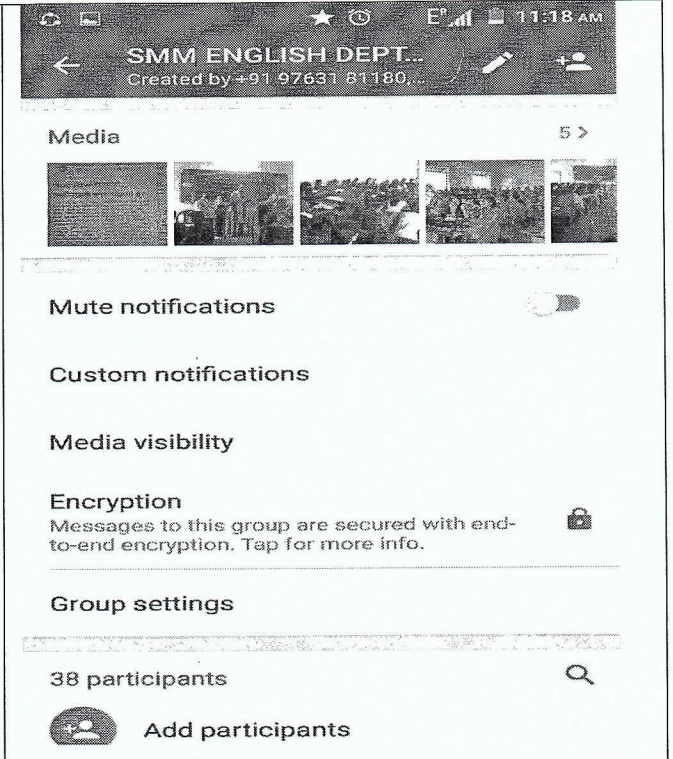 11:18 AM
SMM ENGLISH DEPT...
Created by +91 97631 81180,...
Media
5 >
Mute notifications
Custom notifications
Media visibility
Encryption
Messages to this group are secured with end-
to-end encryption. Tap for more info.
Group settings
38 participants
Add participants